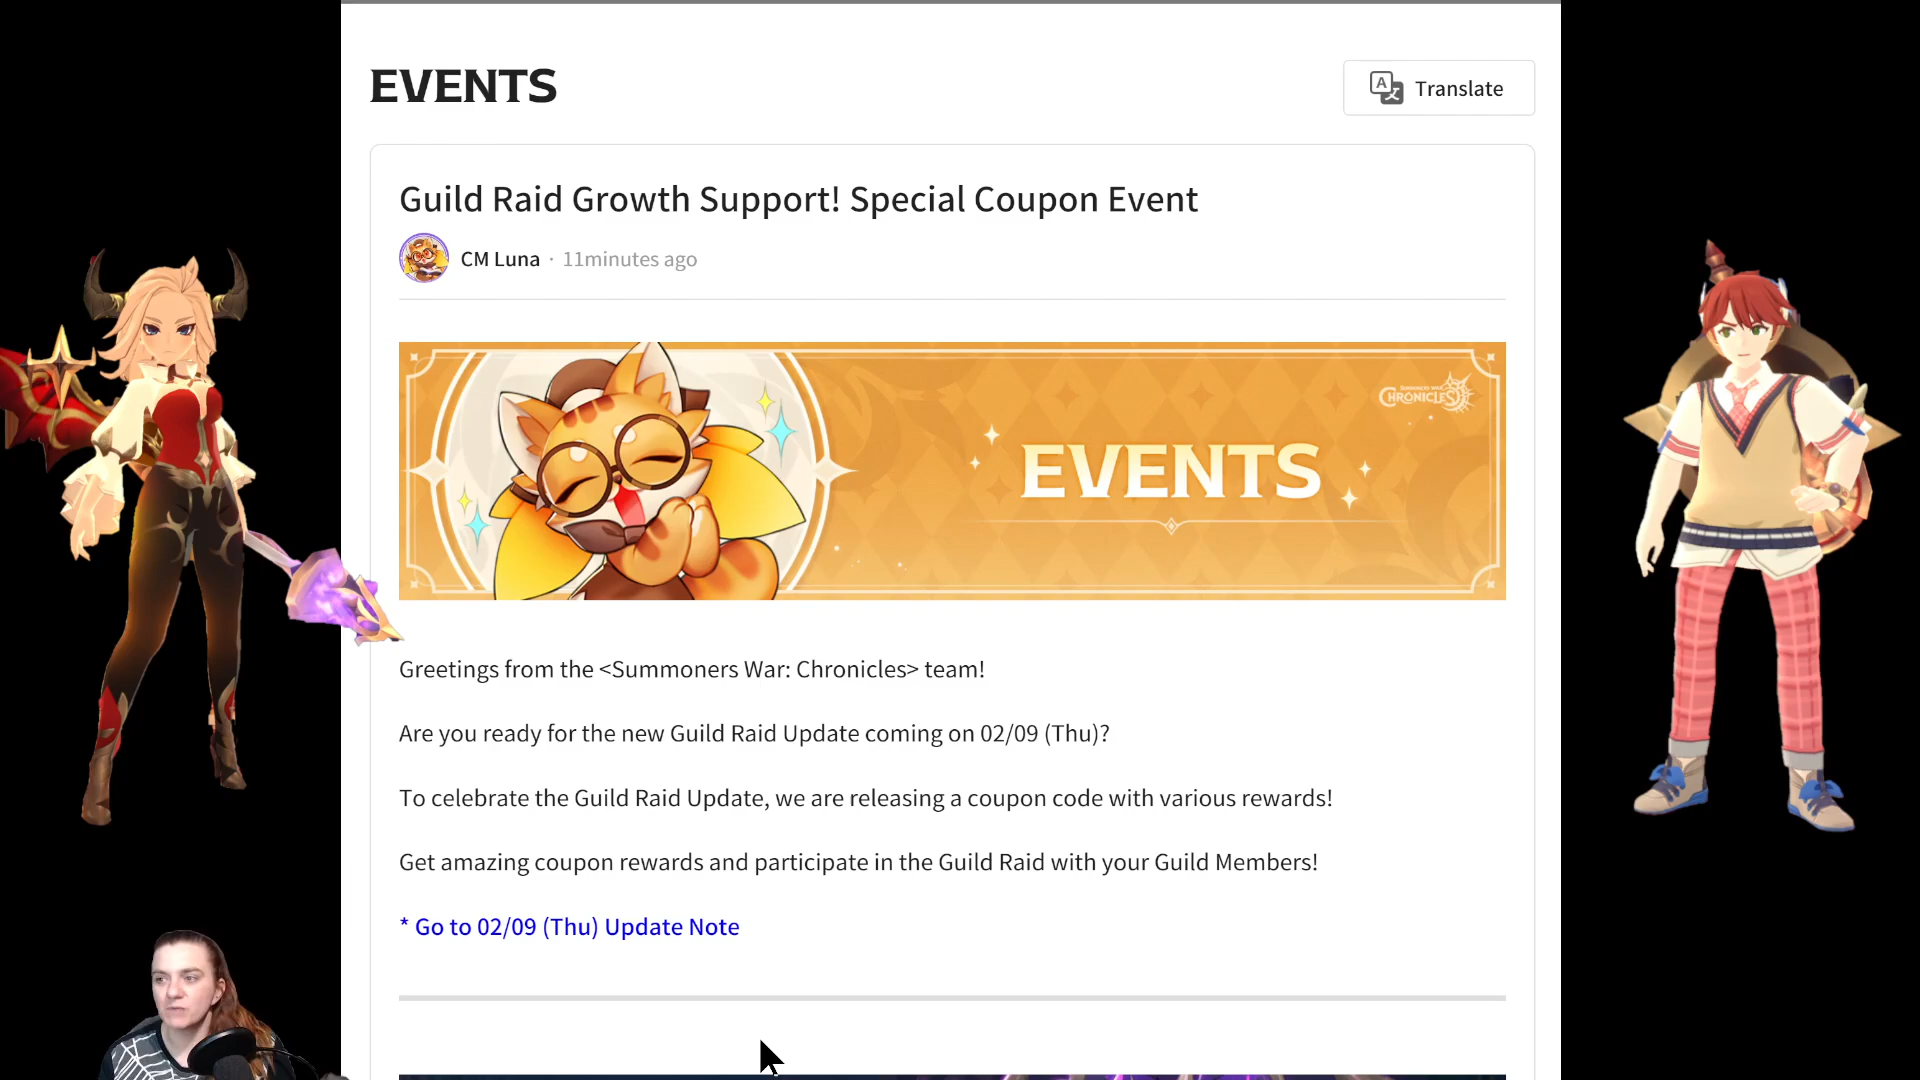 EVENTS
Translate
Guild Raid Growth Support! Special Coupon Event
CM Luna · 11minutes ago
SUMMONERS WAR
CHRONICLES
EVENTS
Greetings from the <Summoners War: Chronicles> team!
Are you ready for the new Guild Raid Update coming on 02/09 (Thu)?
To celebrate the Guild Raid Update, we are releasing a coupon code with various rewards!
Get amazing coupon rewards and participate in the Guild Raid with your Guild Members!
* Go to 02/09 (Thu) Update Note